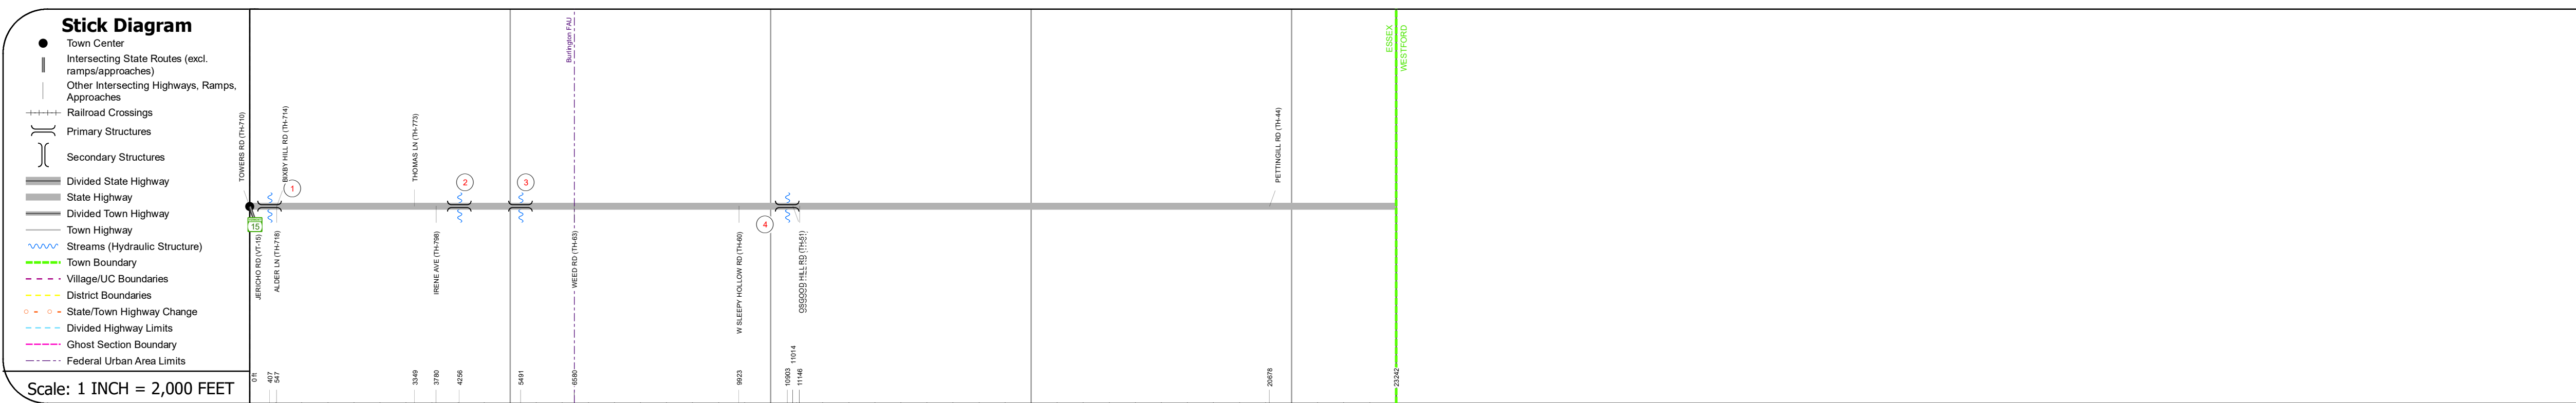 Stick Diagram
Town Center
Intersecting State Routes (excl.
ramps/approaches)
Other Intersecting Highways, Ramps,
Approaches
Railroad Crossings
Primary Structures
Secondary Structures
Divided State Highway
State Highway
Divided Town Highway
Town Highway
Streams (Hydraulic Structure)
Town Boundary
Village/UC Boundaries
District Boundaries
State/Town Highway Change
Divided Highway Limits
Ghost Section Boundary
Federal Urban Area Limits
Scale: 1 INCH = 2,000 FEET
TOWERS RD (TH-710)
BIXBY HILL RD (TH-714)
THOMAS LN (TH-773)
Burlington FAU
PETTINGILL RD (TH-44)
ESSEX
WESTFORD
1
2
3
4
15
JERICHO RD (VT-15)
ALDER LN (TH-718)
IRENE AVE (TH-798)
WEED RD (TH-63)
W SLEEPY HOLLOW RD (TH-60)
OSGOOD HILL RD (TH-51)
0 ft
407
547
3349
3780
4256
5491
6580
9923
10903
11014
11146
20678
23242